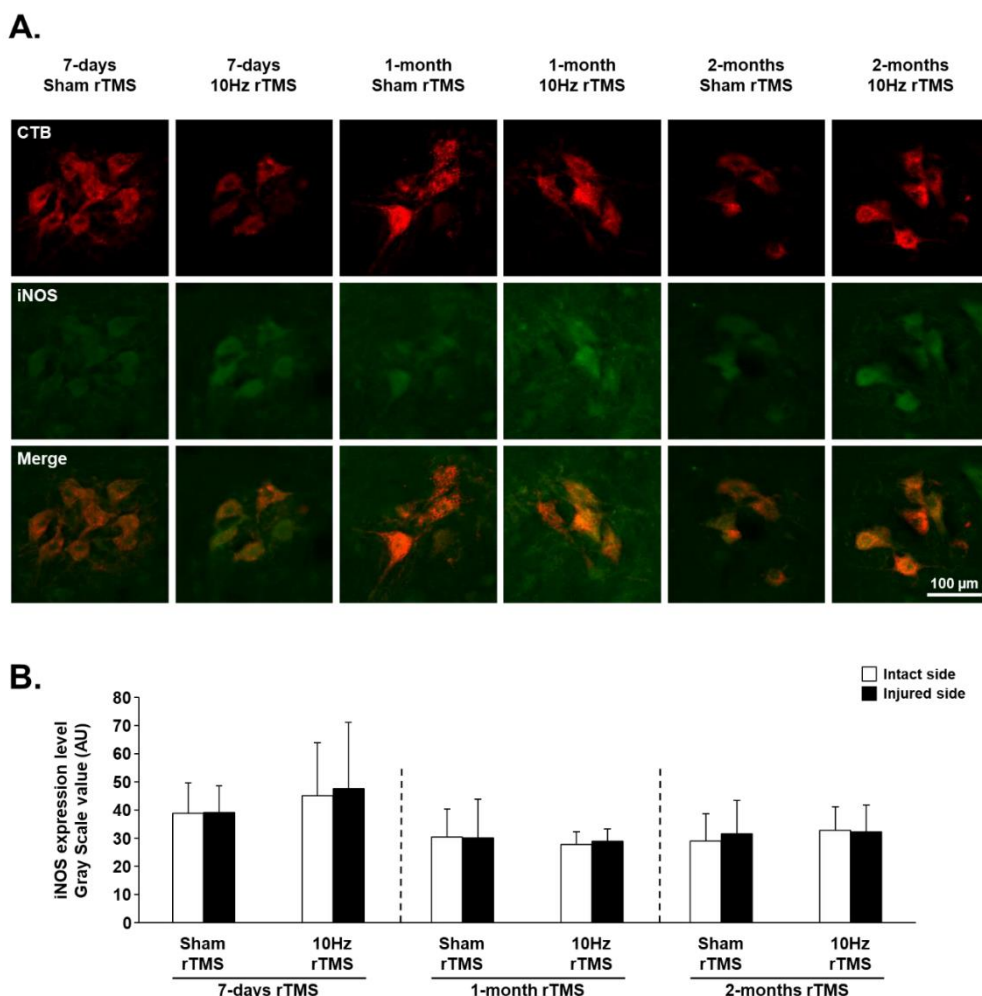 A.
7-days
Sham rTMS
7-days
10Hz rTMS
1-month
Sham rTMS
1-month
10Hz rTMS
2-months
Sham rTMS
2-months
10Hz rTMS
CTB
iNOS
Merge
100 µm
B.
Intact side
Injured side
iNOS expression level
Gray Scale value (AU)
80
70
60
50
40
30
20
10
0
Sham
rTMS
10Hz
rTMS
Sham
rTMS
10Hz
rTMS
Sham
rTMS
10Hz
rTMS
7-days rTMS
1-month rTMS
2-months rTMS